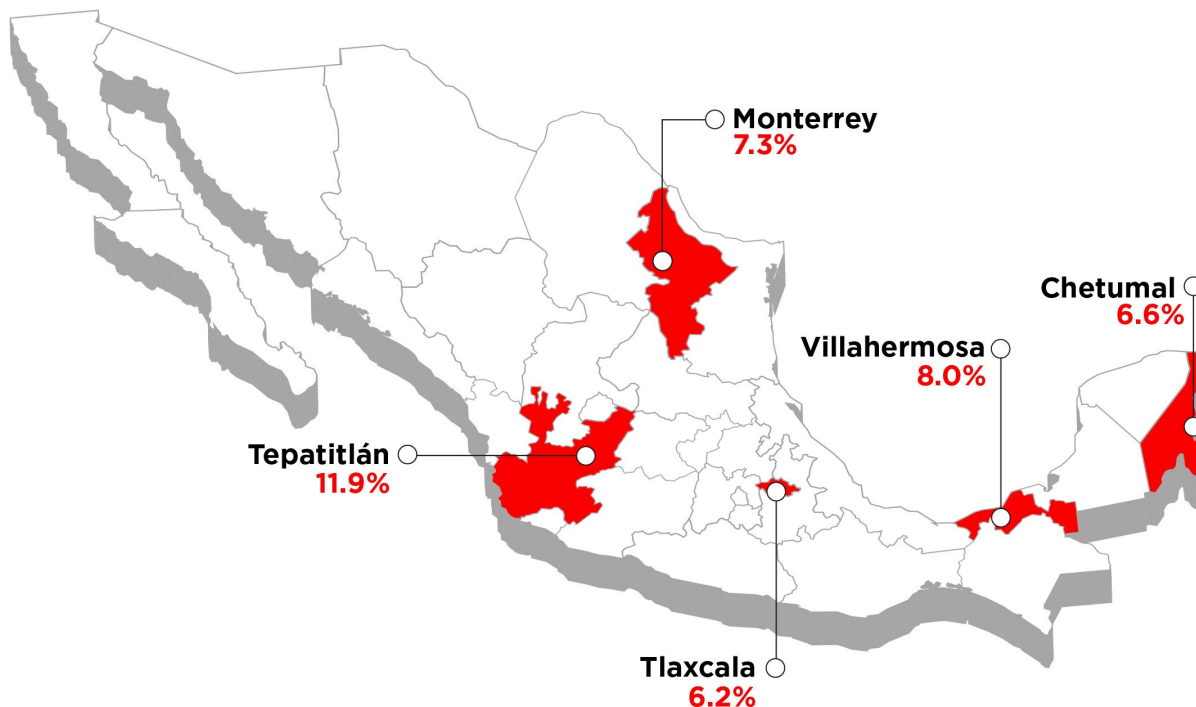 Monterrey
7.3%
Chetumal
6.6%
Villahermosa
8.0%
Tepatitlán
11.9%
Tlaxcala
6.2%